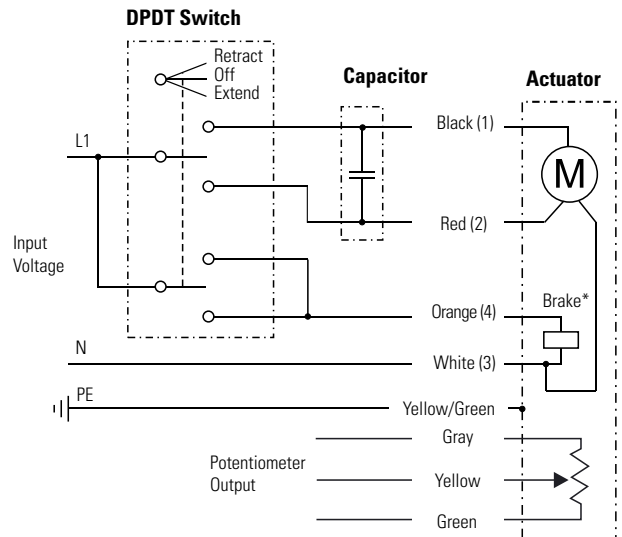 DPDT Switch
Retract
Off
Extend
Capacitor
Actuator
L1
Black (1)
M
Red (2)
Input
Voltage
Orange (4)
Brake*
N
White (3)
PE
Yellow/Green
Gray
Potentiometer
Output
Yellow
Green